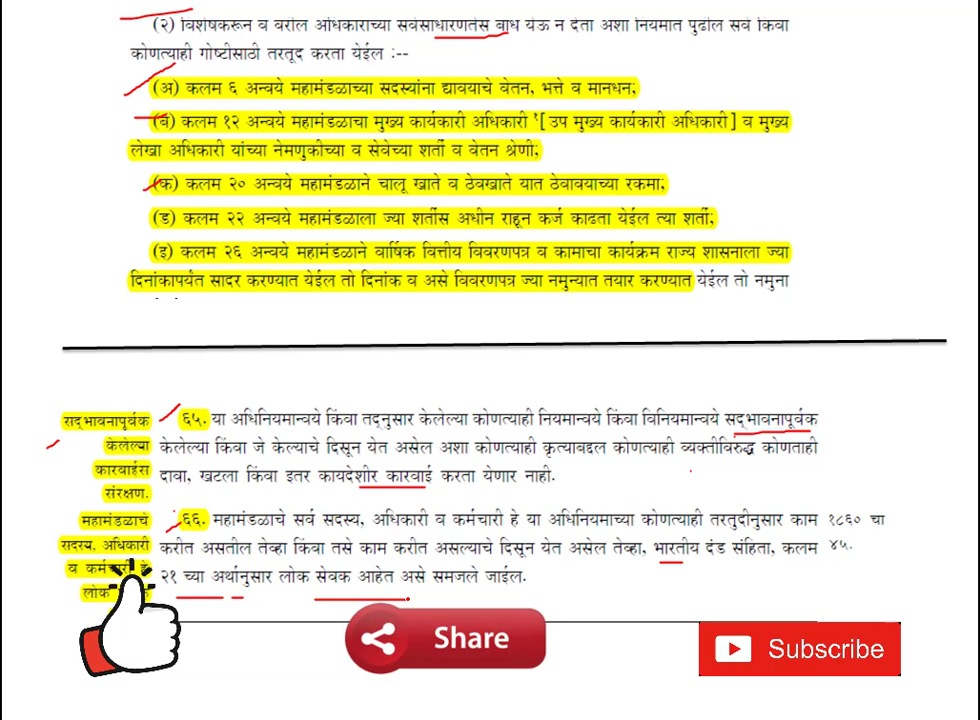 (२) विशेषकरून व वरील अधिकाराच्या सर्वसाधारणतेस बाध येऊ न देता अशा नियमात पुढील सर्व किंवा
कोणत्याही गोष्टीसाठी तरतूद करता येईल :--
(अ) कलम ६ अन्वये महामंडळाच्या सदस्यांना द्यावयाचे वेतन, भत्ते व मानधन;
(ब) कलम १२ अन्वये महामंडळाचा मुख्य कार्यकारी अधिकारी १[ उप मुख्य कार्यकारी अधिकारी] व मुख्य
लेखा अधिकारी यांच्या नेमणुकीच्या व सेवेच्या शर्ती व वेतन श्रेणी;
(क) कलम २० अन्वये महामंडळाने चालू खाते व ठेवखाते यात ठेवावयाच्या रकमा;
(ड) कलम २२ अन्वये महामंडळाला ज्या शर्तीस अधीन राहून कर्ज काढता येईल त्या शर्ती;
(इ) कलम २६ अन्वये महामंडळाने वार्षिक वित्तीय विवरणपत्र व कामाचा कार्यक्रम राज्य शासनाला ज्या
दिनांकापर्यंत सादर करण्यात येईल तो दिनांक व असे विवरणपत्र ज्या नमुन्यात तयार करण्यात येईल तो नमुना
सद्‌भावनापूर्वक
केलेल्या
कारवाईस
संरक्षण.
६५. या अधिनियमान्वये किंवा तद्‌नुसार केलेल्या कोणत्याही नियमान्वये किंवा विनियमान्वये सद्‌भावनापूर्वक
केलेल्या किंवा जे केल्याचे दिसून येत असेल अशा कोणत्याही कृत्याबद्दल कोणत्याही व्यक्तीविरुद्ध कोणताही
दावा, खटला किंवा इतर कायदेशीर कारवाई करता येणार नाही.
महामंडळाचे
सदस्य, अधिकारी
व कर्मचारी हे
लोक
६६. महामंडळाचे सर्व सदस्य, अधिकारी व कर्मचारी हे या अधिनियमाच्या कोणत्याही तरतुदीनुसार काम
करीत असतील तेव्हा किंवा तसे काम करीत असल्याचे दिसून येत असेल तेव्हा, भारतीय दंड संहिता, कलम
२१ च्या अर्थानुसार लोक सेवक आहेत असे समजले जाईल.
१८६० चा
४५.
Share
Subscribe